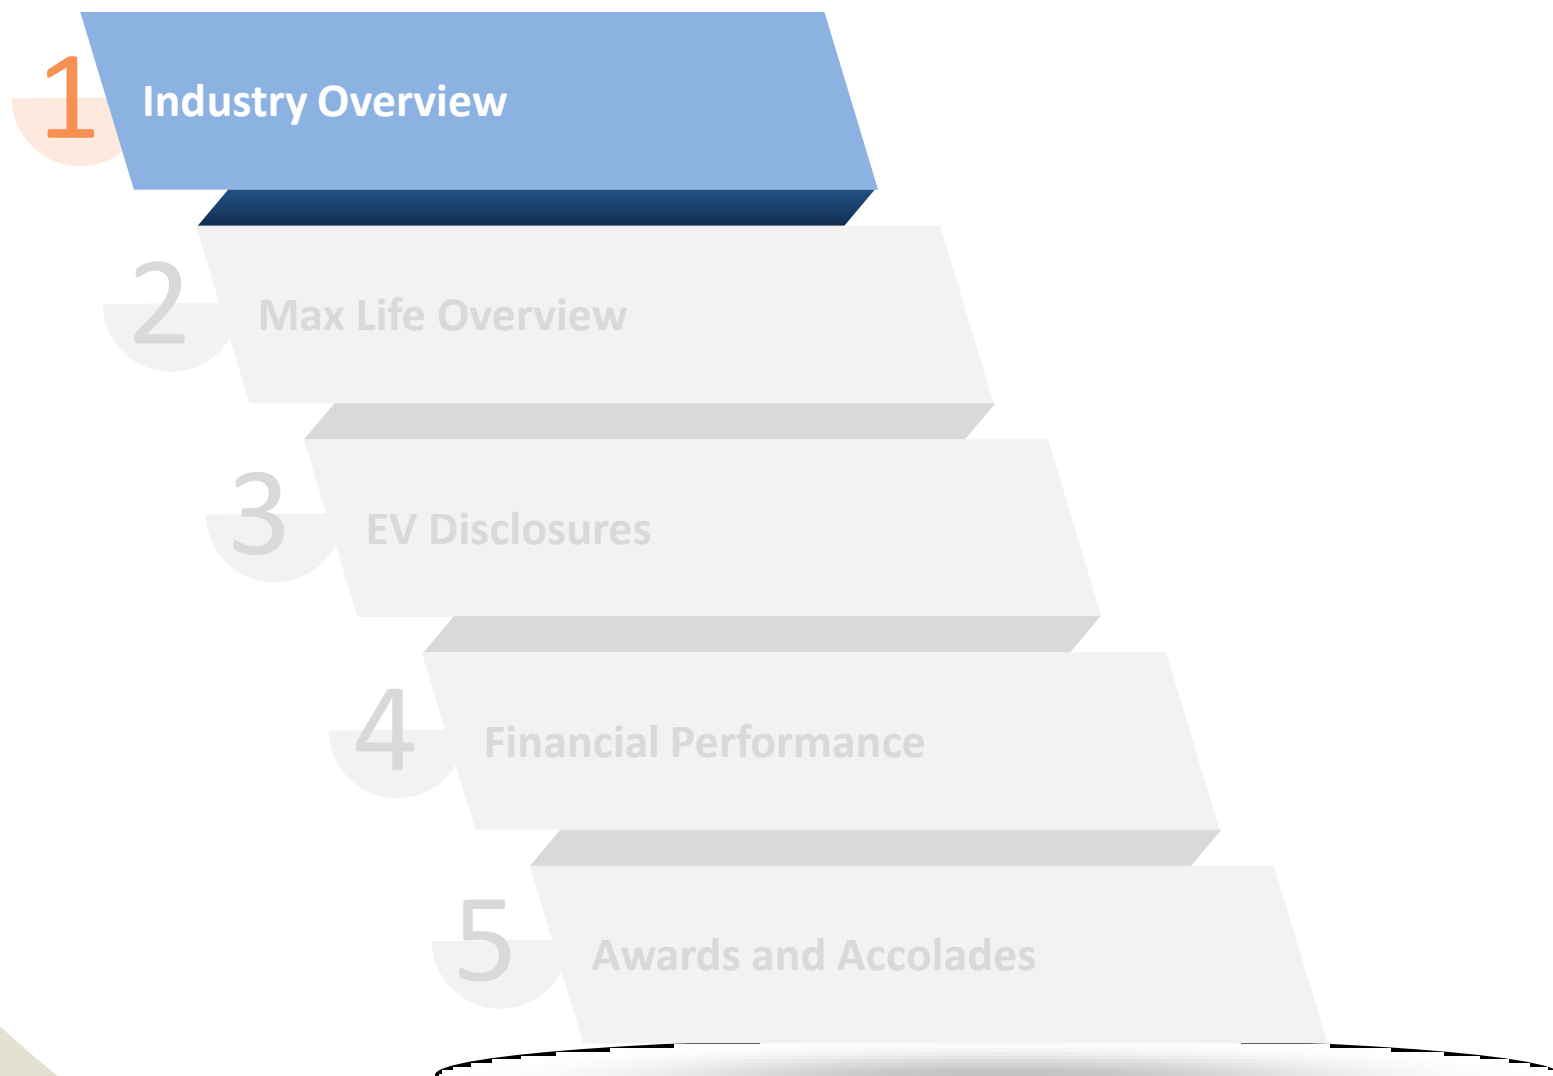 1
Industry Overview
2
Max Life Overview
3
EV Disclosures
4
Financial Performance
5
Awards and Accolades